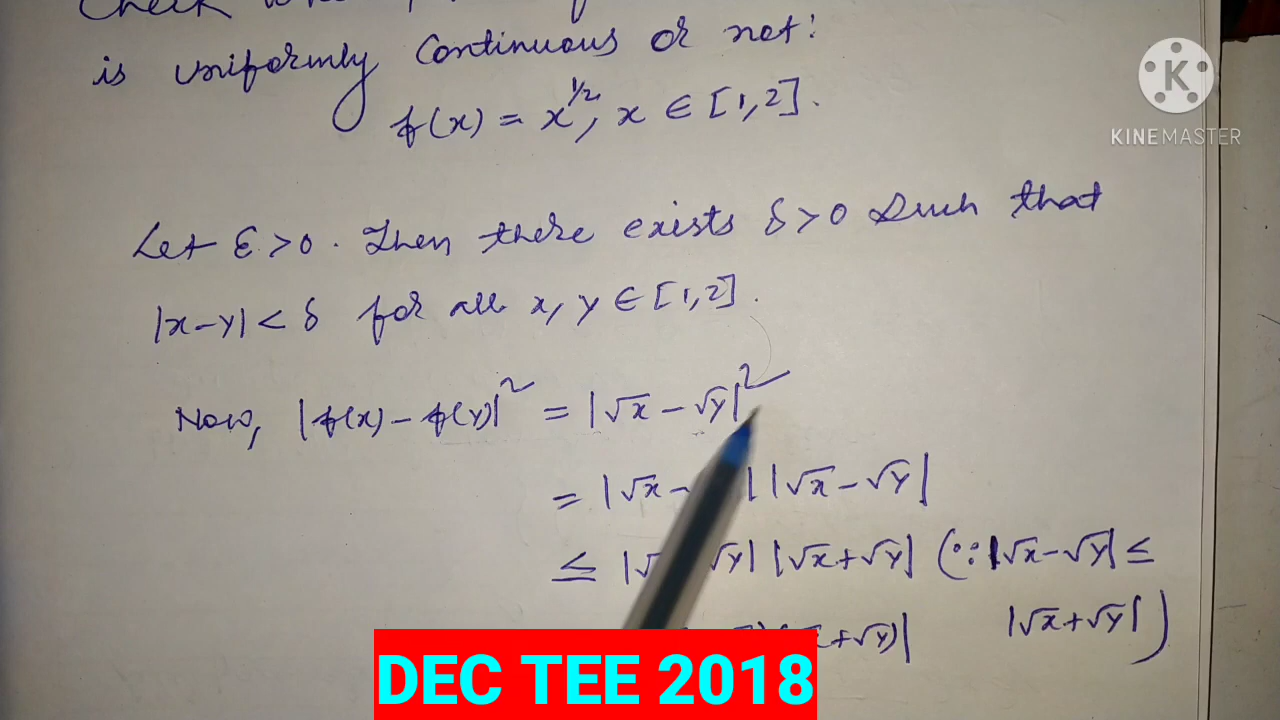 is uniformly continuous or not:
f(x) = x^{1/2}, x ∈ [1,2].
KINEMASTER
Let ε > 0. Then there exists δ > 0 such that
|x-y| < δ for all x, y ∈ [1,2].
Now, |f(x) - f(y)|² = |√x - √y|²
= |√x - | |√x - √y|
≤ |√ √y| |√x + √y| (∵ |√x - √y| ≤
+ √y)| |√x + √y| )
DEC TEE 2018